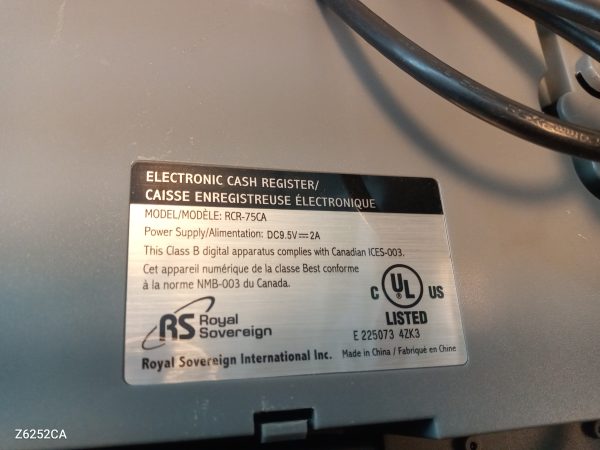 ELECTRONIC CASH REGISTER/
CAISSE ENREGISTREUSE ÉLECTRONIQUE
MODEL/MODÈLE: RCR-75CA
Power Supply/Alimentation: DC9.5V⎓2A
This Class B digital apparatus complies with Canadian ICES-003.
Cet appareil numérique de la classe Best conforme
à la norme NMB-003 du Canada.
C UL US
LISTED
E 225073 4ZK3
RS Royal
Sovereign
Royal Sovereign International Inc. Made in China / Fabriqué en Chine
Z6252CA